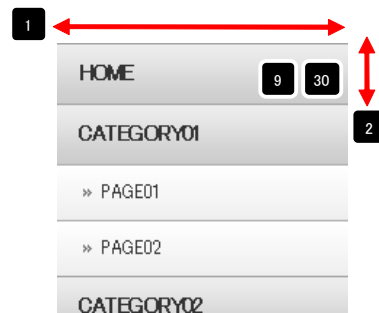 1
HOME
9 30
2
CATEGORY01
» PAGE01
» PAGE02
CATEGORY02